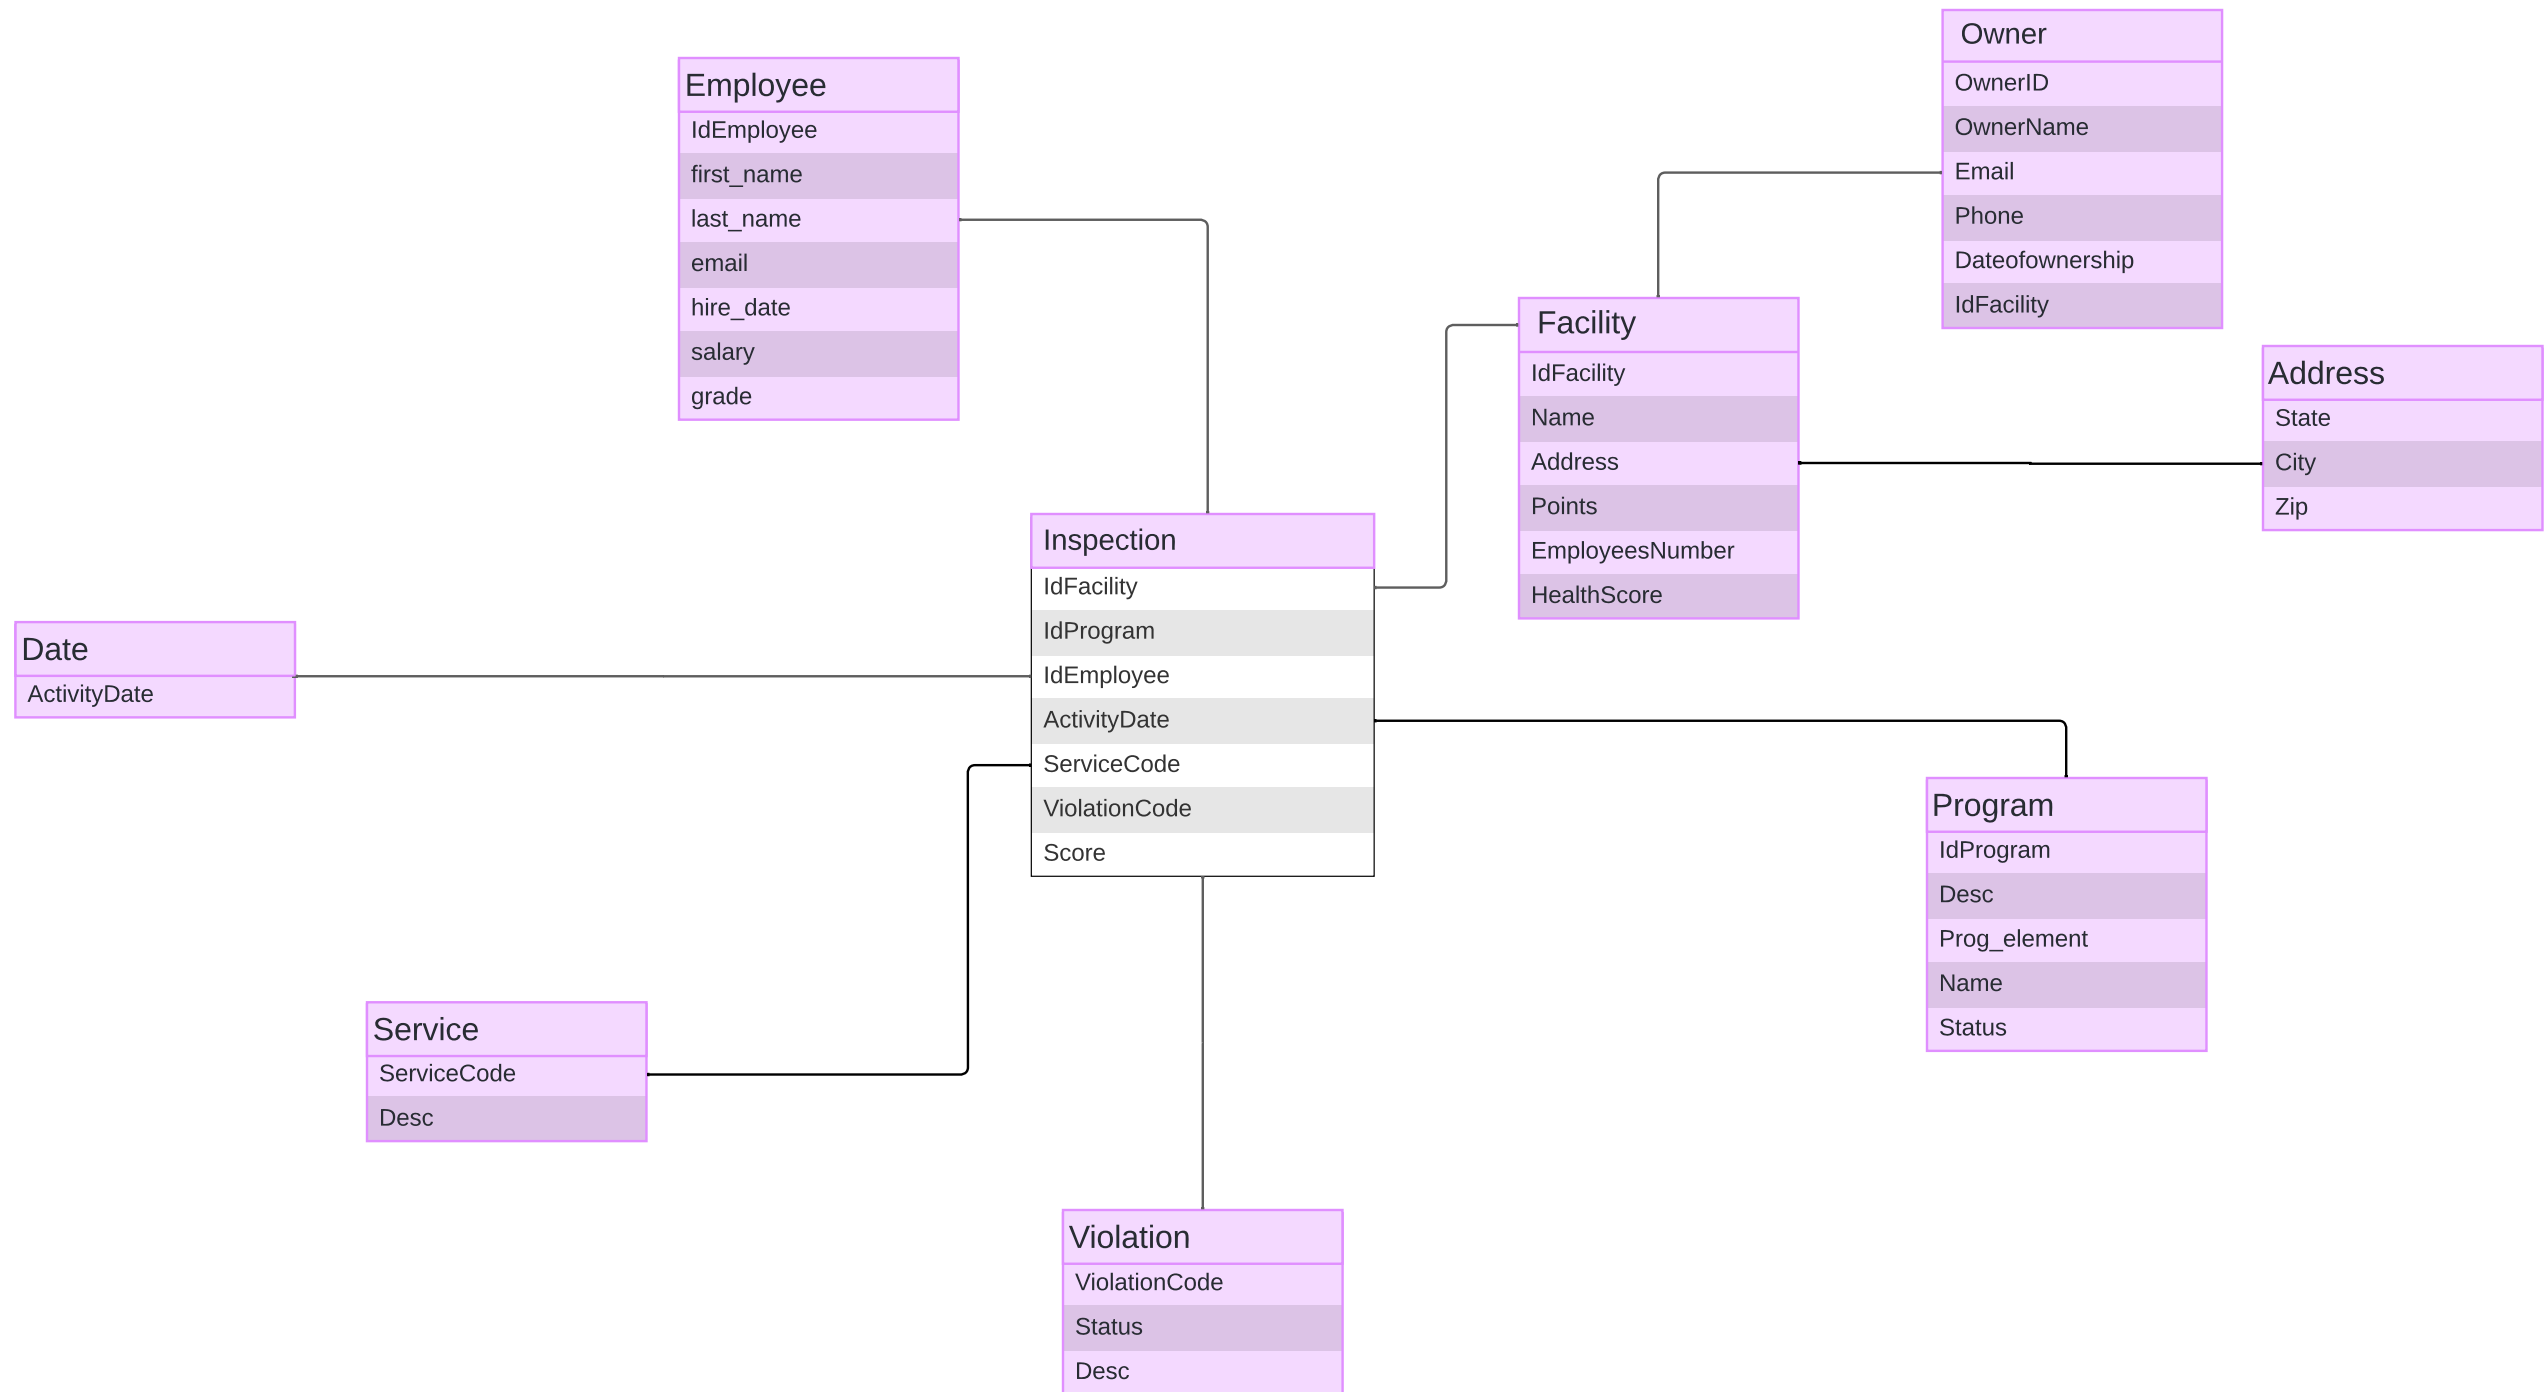 Owner
OwnerID
OwnerName
Email
Phone
Dateofownership
IdFacility
Employee
IdEmployee
first_name
last_name
email
hire_date
salary
grade
Facility
IdFacility
Name
Address
Points
EmployeesNumber
HealthScore
Address
State
City
Zip
Inspection
IdFacility
IdProgram
IdEmployee
ActivityDate
ServiceCode
ViolationCode
Score
Date
ActivityDate
Program
IdProgram
Desc
Prog_element
Name
Status
Service
ServiceCode
Desc
Violation
ViolationCode
Status
Desc